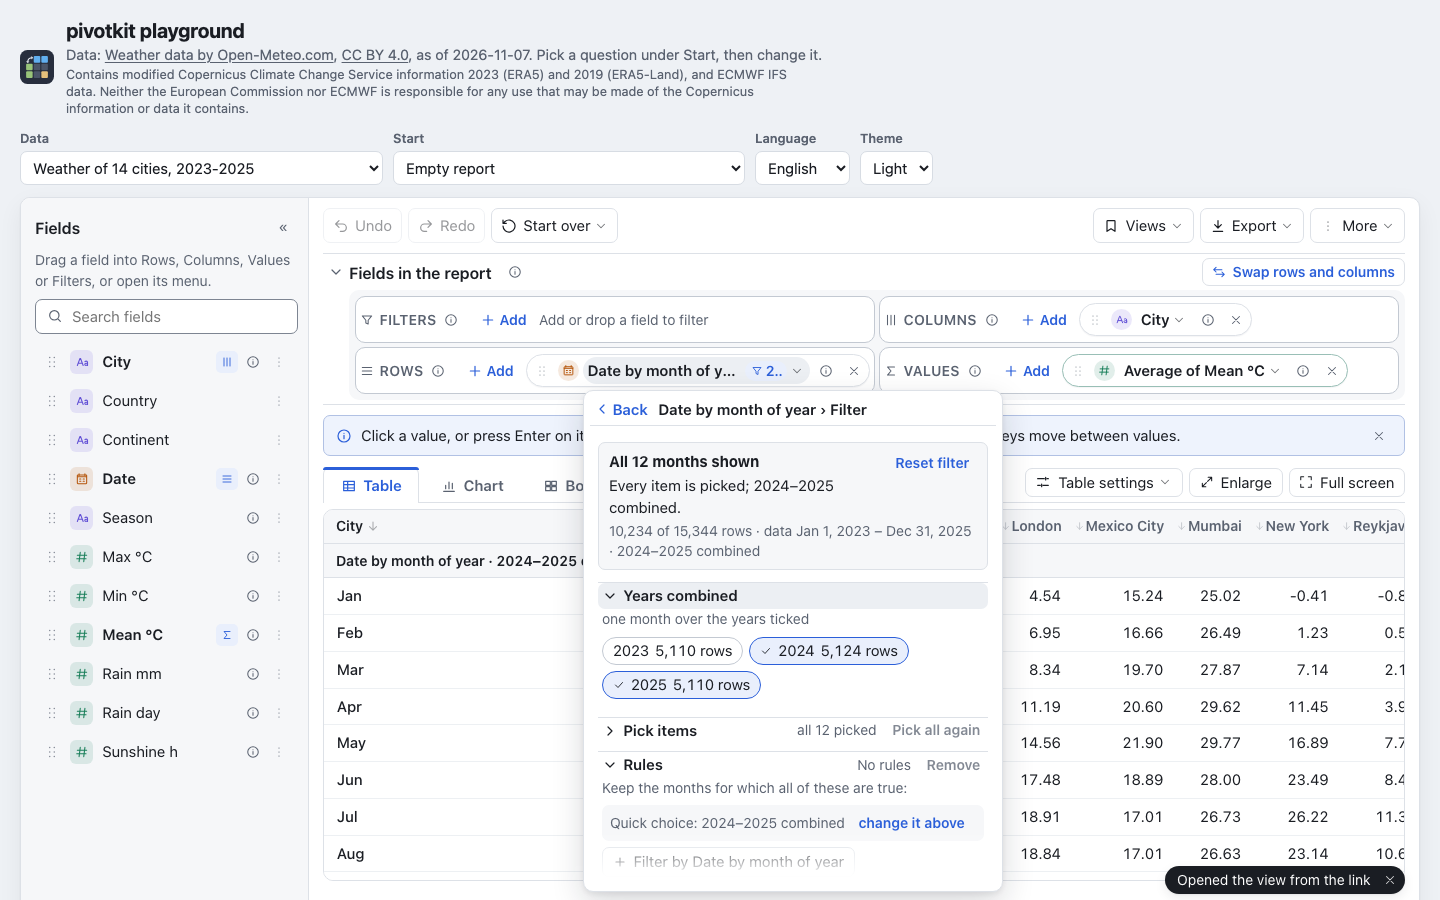 pivotkit playground
Data: Weather data by Open-Meteo.com, CC BY 4.0, as of 2026-11-07. Pick a question under Start, then change it.
Contains modified Copernicus Climate Change Service information 2023 (ERA5) and 2019 (ERA5-Land), and ECMWF IFS
data. Neither the European Commission nor ECMWF is responsible for any use that may be made of the Copernicus
information or data it contains.
Data Start Language Theme
Weather of 14 cities, 2023-2025 Empty report English Light
Fields «
Drag a field into Rows, Columns, Values
or Filters, or open its menu.
Search fields
Aa City
Aa Country
Aa Continent
Date
Aa Season
# Max °C
# Min °C
# Mean °C Σ
# Rain mm
# Rain day
# Sunshine h
Undo Redo Start over Views Export More
Fields in the report Swap rows and columns
FILTERS + Add Add or drop a field to filter
COLUMNS + Add Aa City
ROWS + Add Date by month of y... 2..
Σ VALUES + Add # Average of Mean °C
Click a value, or press Enter on it
eys move between values.
Table Chart Bo
Table settings Enlarge Full screen
City ↓ ↓ London ↓ Mexico City ↓ Mumbai ↓ New York ↓ Reykjav
Date by month of year · 2024–2025
Jan 4.54 15.24 25.02 -0.41 -0.8
Feb 6.95 16.66 26.49 1.23 0.5
Mar 8.34 19.70 27.87 7.14 2.1
Apr 11.19 20.60 29.62 11.45 3.9
May 14.56 21.90 29.77 16.89 7.7
Jun 17.48 18.89 28.00 23.49 8.4
Jul 18.91 17.01 26.73 26.22 11.3
Aug 18.84 17.01 26.63 23.14 10.6
Back Date by month of year › Filter
All 12 months shown Reset filter
Every item is picked; 2024–2025
combined.
10,234 of 15,344 rows · data Jan 1, 2023 – Dec 31, 2025
· 2024–2025 combined
Years combined
one month over the years ticked
2023 5,110 rows ✓ 2024 5,124 rows
✓ 2025 5,110 rows
Pick items all 12 picked Pick all again
Rules No rules Remove
Keep the months for which all of these are true:
Quick choice: 2024–2025 combined change it above
+ Filter by Date by month of year
Opened the view from the link